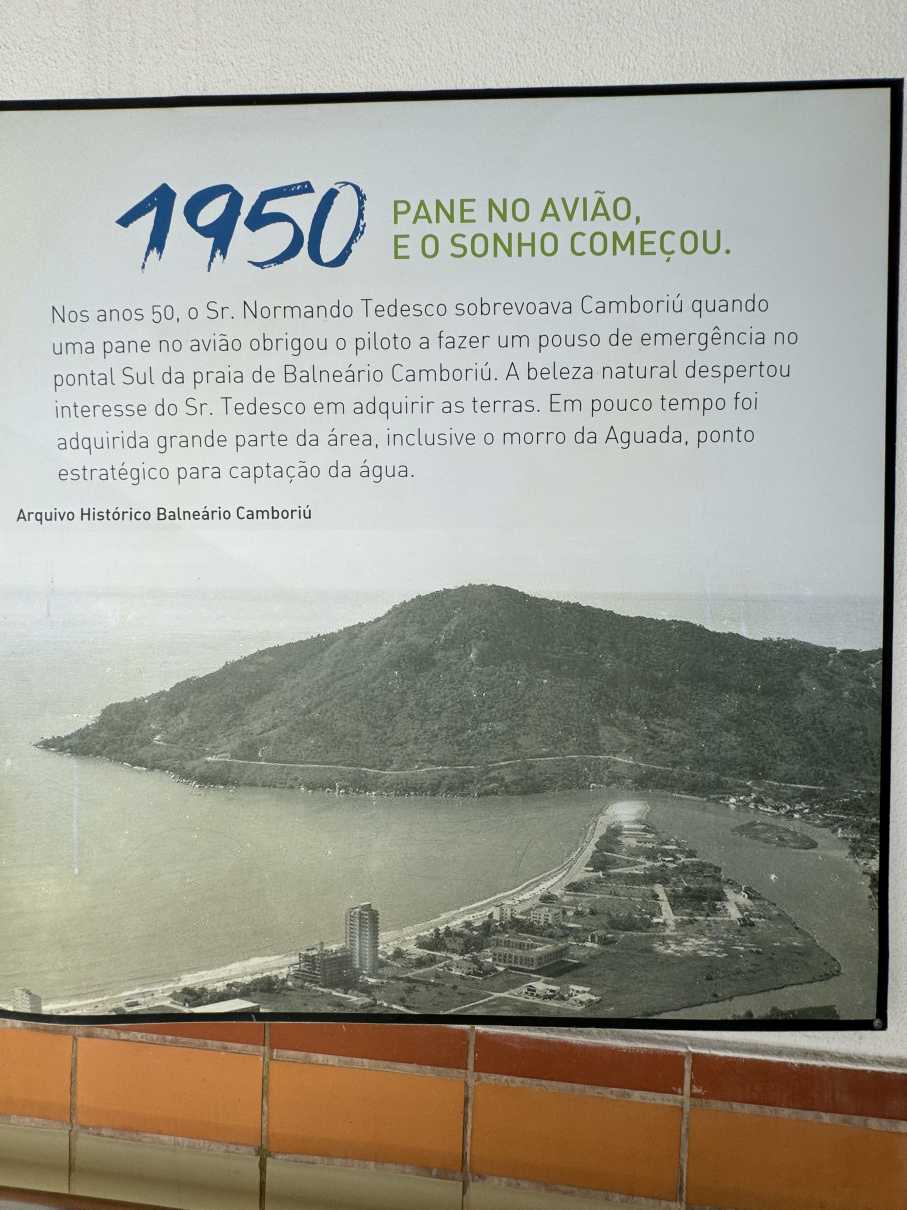 1950
PANE NO AVIÃO,
E O SONHO COMEÇOU.
Nos anos 50, o Sr. Normando Tedesco sobrevoava Camboriú quando
uma pane no avião obrigou o piloto a fazer um pouso de emergência no
pontal Sul da praia de Balneário Camboriú. A beleza natural despertou
interesse do Sr. Tedesco em adquirir as terras. Em pouco tempo foi
adquirida grande parte da área, inclusive o morro da Aguada, ponto
estratégico para captação da água.
Arquivo Histórico Balneário Camboriú